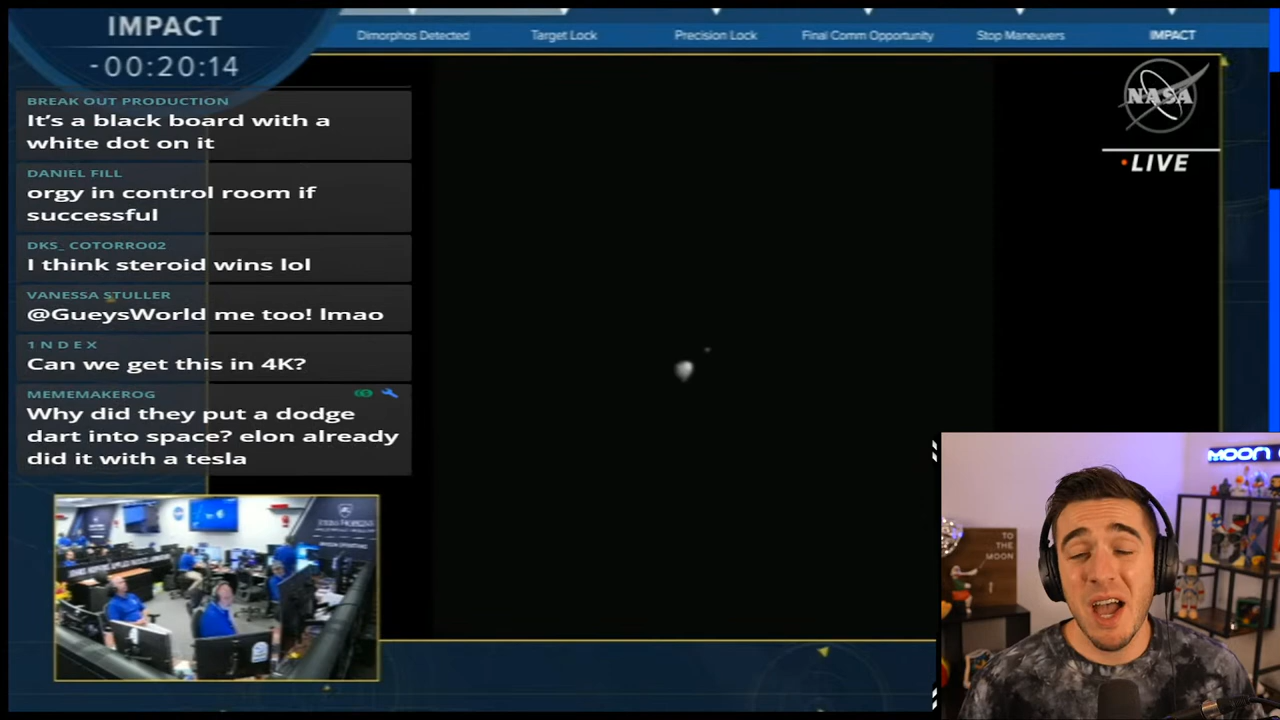 IMPACT
-00:20:14
Dimorphos Detected
Target Lock
Precision Lock
Final Comm Opportunity
Stop Maneuvers
IMPACT
NASA
LIVE
BREAK OUT PRODUCTION
It's a black board with a
white dot on it
DANIEL FILL
orgy in control room if
successful
DKS_ COTORRO02
I think steroid wins lol
VANESSA STULLER
@GueysWorld me too! lmao
1 N D E X
Can we get this in 4K?
MEMEMAKEROG
Why did they put a dodge
dart into space? elon already
did it with a tesla
JOHNS HOPKINS
MOON
TO
THE
MOON